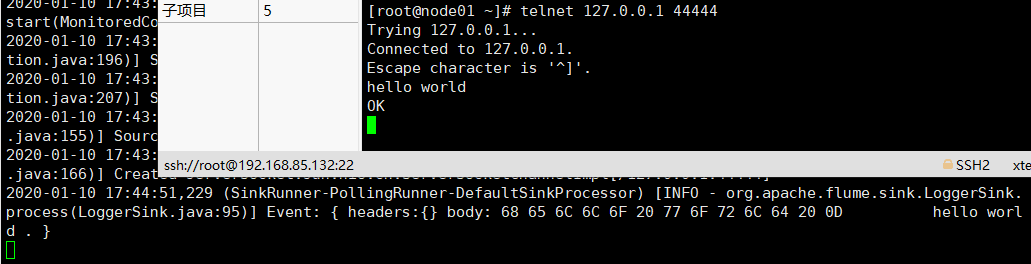 2020-01-10 17:43:
start(MonitoredCo
2020-01-10 17:43:
tion.java:196)] S
2020-01-10 17:43:
tion.java:207)] S
2020-01-10 17:43:
.java:155)] Sourc
2020-01-10 17:43:
.java:166)] Created
子项目 5
[root@node01 ~]# telnet 127.0.0.1 44444
Trying 127.0.0.1...
Connected to 127.0.0.1.
Escape character is '^]'.
hello world
OK
ssh://root@192.168.85.132:22 SSH2 xte
2020-01-10 17:44:51,229 (SinkRunner-PollingRunner-DefaultSinkProcessor) [INFO - org.apache.flume.sink.LoggerSink.
process(LoggerSink.java:95)] Event: { headers:{} body: 68 65 6C 6C 6F 20 77 6F 72 6C 64 20 0D hello worl
d . }